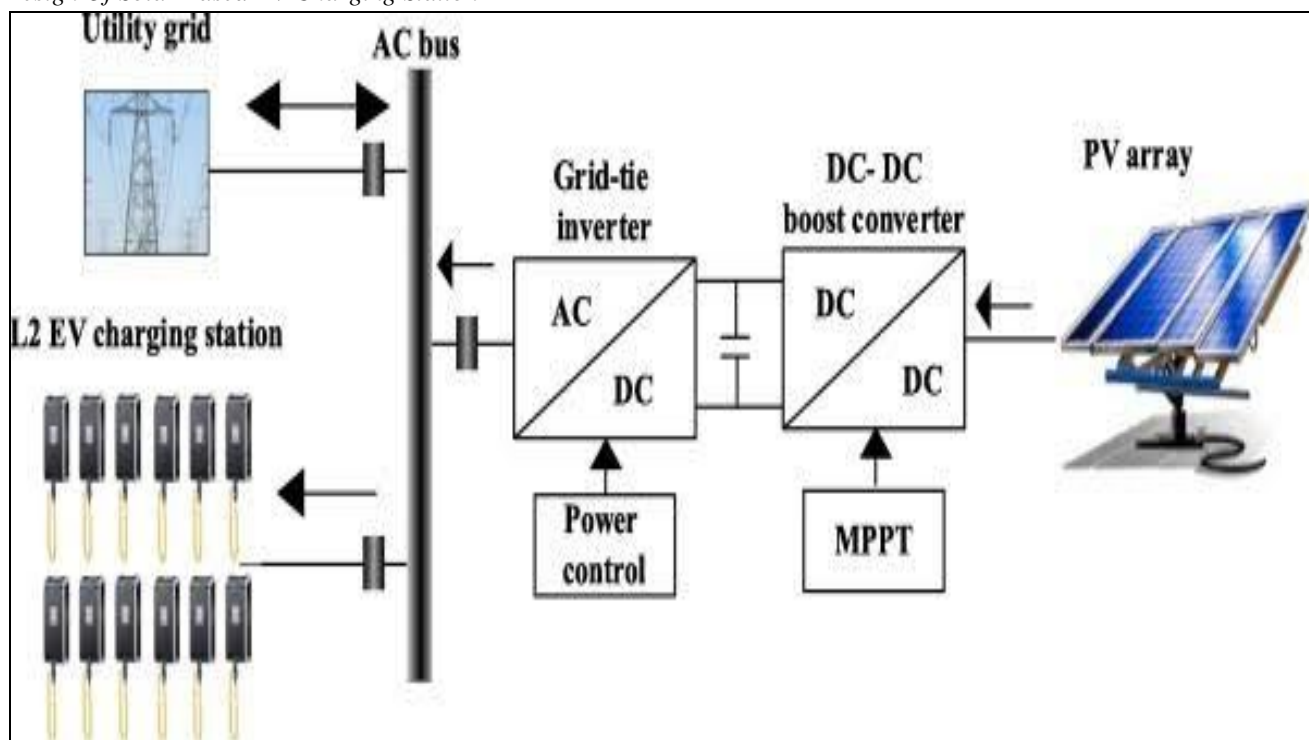 Utility grid
AC bus
PV array
Grid-tie
inverter
DC- DC
boost converter
AC
DC
DC
DC
L2 EV charging station
Power
control
MPPT